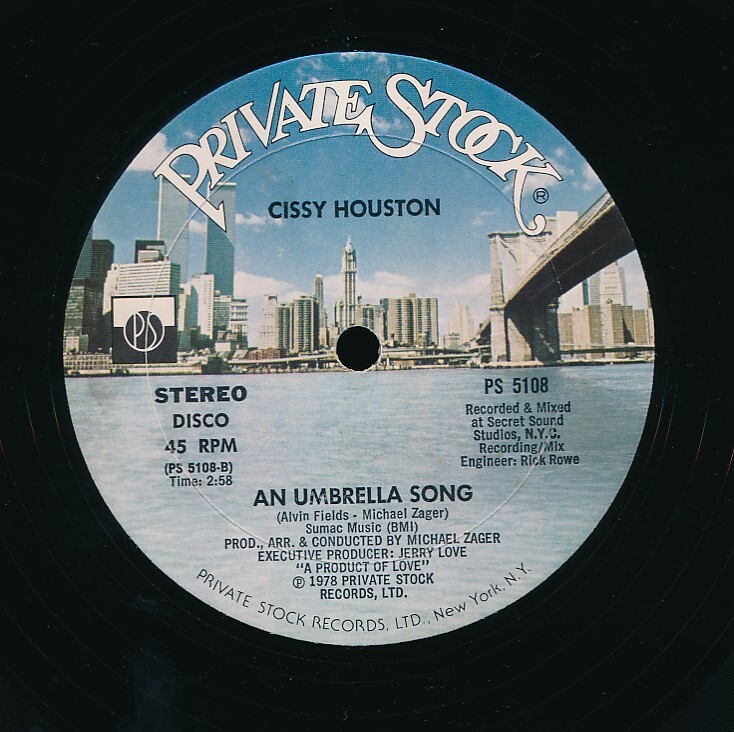 PRIVATE STOCK®
CISSY HOUSTON
PS
STEREO
DISCO
45 RPM
(PS 5108-B)
Time: 2:58
PS 5108
Recorded & Mixed
at Secret Sound
Studios, N.Y.C.
Recording/Mix
Engineer: Rick Rowe
AN UMBRELLA SONG
(Alvin Fields - Michael Zager)
Sumac Music (BMI)
PROD., ARR. & CONDUCTED BY MICHAEL ZAGER
EXECUTIVE PRODUCER: JERRY LOVE
"A PRODUCT OF LOVE"
℗ 1978 PRIVATE STOCK
RECORDS, LTD.
PRIVATE STOCK RECORDS, LTD., New York, N.Y.